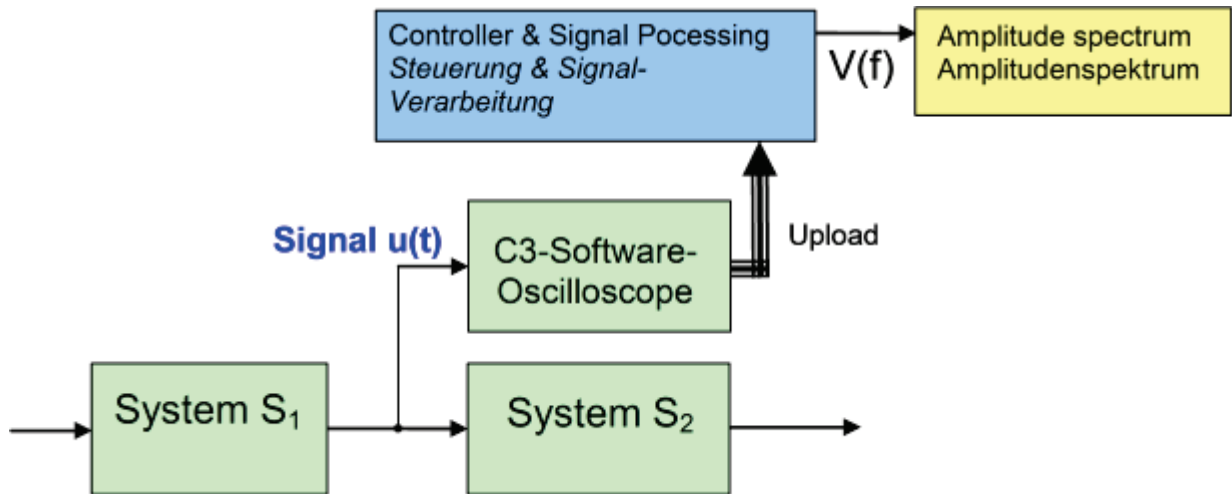 Controller & Signal Pocessing
Steuerung & Signal-
Verarbeitung
V(f)
Amplitude spectrum
Amplitudenspektrum
Signal u(t)
C3-Software-
Oscilloscope
Upload
System S₁
System S₂